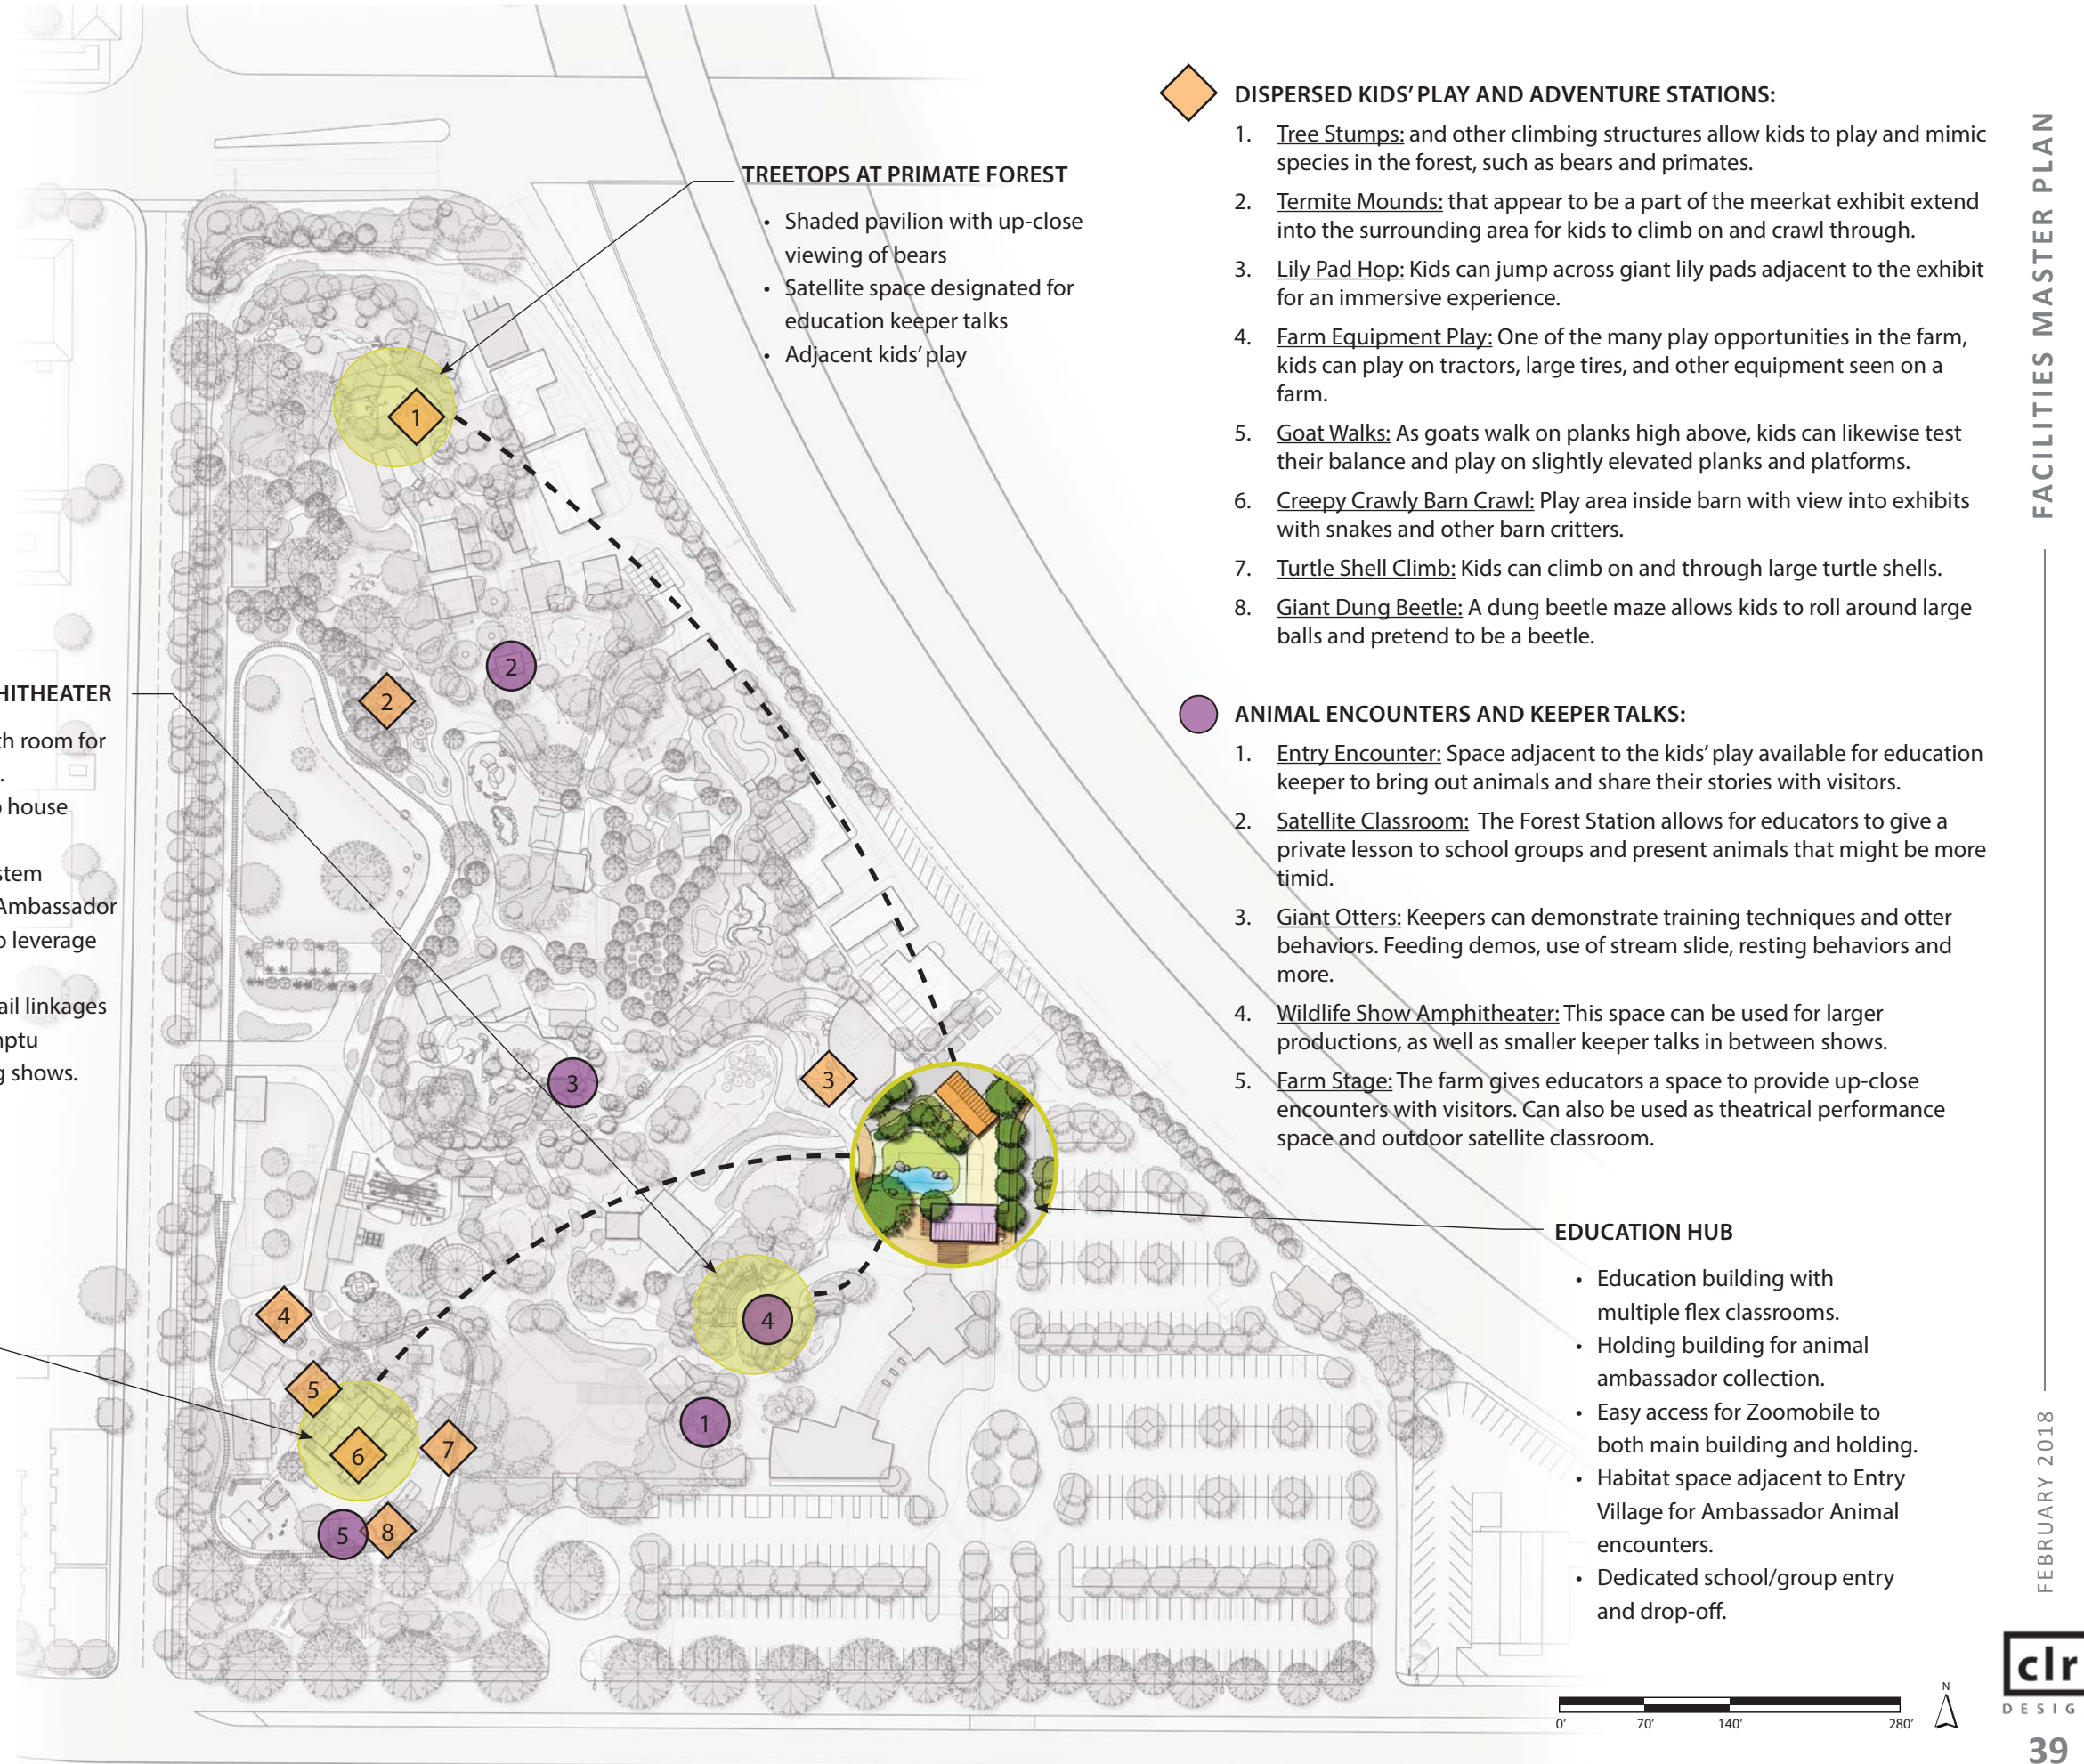 TREETOPS AT PRIMATE FOREST
• Shaded pavilion with up-close
viewing of bears
• Satellite space designated for
education keeper talks
• Adjacent kids’ play
HITHEATER
th room for
.
o house
stem
Ambassador
o leverage
ail linkages
mptu
g shows.
1
2
2
3
3
4
4
5
1
6
7
5
8
DISPERSED KIDS’ PLAY AND ADVENTURE STATIONS:
1. Tree Stumps: and other climbing structures allow kids to play and mimic
species in the forest, such as bears and primates.
2. Termite Mounds: that appear to be a part of the meerkat exhibit extend
into the surrounding area for kids to climb on and crawl through.
3. Lily Pad Hop: Kids can jump across giant lily pads adjacent to the exhibit
for an immersive experience.
4. Farm Equipment Play: One of the many play opportunities in the farm,
kids can play on tractors, large tires, and other equipment seen on a
farm.
5. Goat Walks: As goats walk on planks high above, kids can likewise test
their balance and play on slightly elevated planks and platforms.
6. Creepy Crawly Barn Crawl: Play area inside barn with view into exhibits
with snakes and other barn critters.
7. Turtle Shell Climb: Kids can climb on and through large turtle shells.
8. Giant Dung Beetle: A dung beetle maze allows kids to roll around large
balls and pretend to be a beetle.
ANIMAL ENCOUNTERS AND KEEPER TALKS:
1. Entry Encounter: Space adjacent to the kids’ play available for education
keeper to bring out animals and share their stories with visitors.
2. Satellite Classroom: The Forest Station allows for educators to give a
private lesson to school groups and present animals that might be more
timid.
3. Giant Otters: Keepers can demonstrate training techniques and otter
behaviors. Feeding demos, use of stream slide, resting behaviors and
more.
4. Wildlife Show Amphitheater: This space can be used for larger
productions, as well as smaller keeper talks in between shows.
5. Farm Stage: The farm gives educators a space to provide up-close
encounters with visitors. Can also be used as theatrical performance
space and outdoor satellite classroom.
EDUCATION HUB
• Education building with
multiple flex classrooms.
• Holding building for animal
ambassador collection.
• Easy access for Zoomobile to
both main building and holding.
• Habitat space adjacent to Entry
Village for Ambassador Animal
encounters.
• Dedicated school/group entry
and drop-off.
0’ 70’ 140’ 280’
N
FACILITIES MASTER PLAN
FEBRUARY 2018
clr
DESIG
39